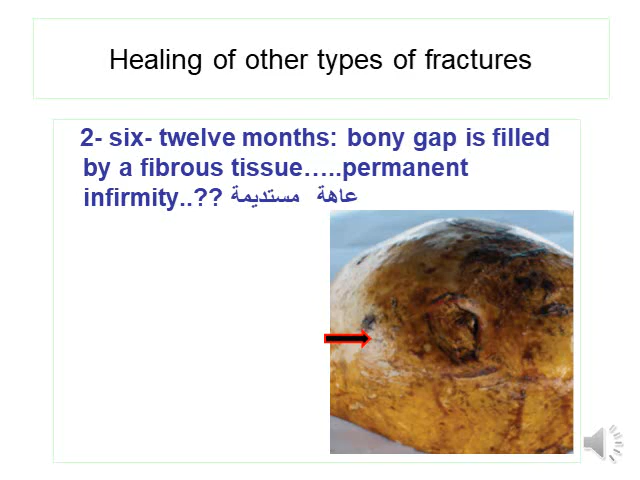 Healing of other types of fractures
2- six- twelve months: bony gap is filled
by a fibrous tissue…..permanent
infirmity..?? عاهة مستديمة